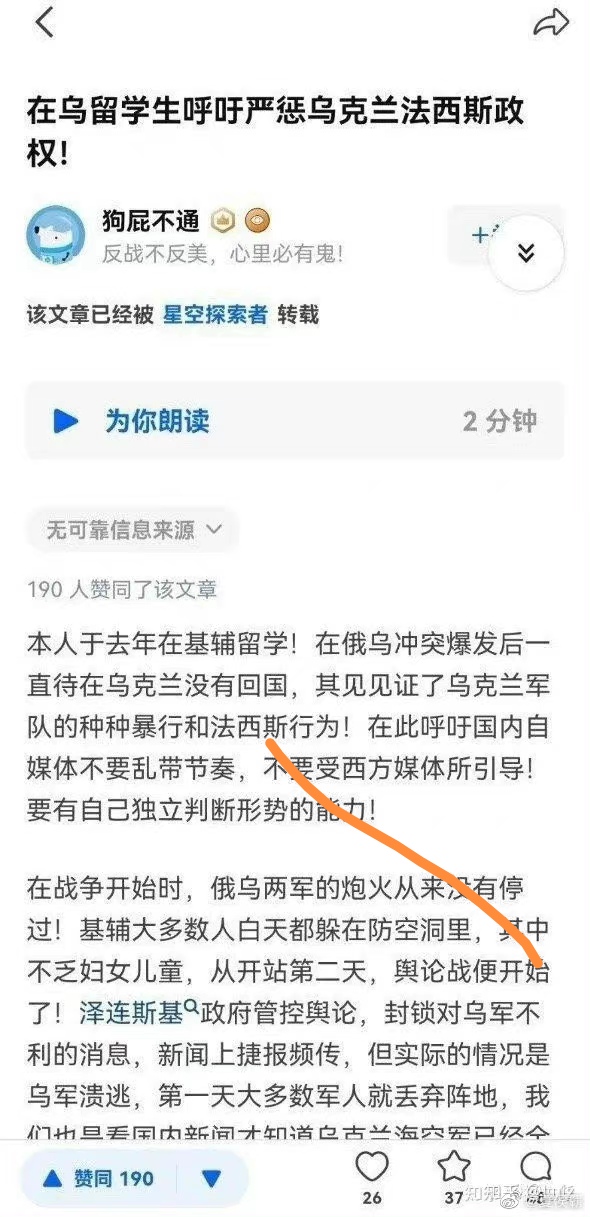 在乌留学生呼吁严惩乌克兰法西斯政
权！
狗屁不通
反战不反美，心里必有鬼！
该文章已经被 星空探索者 转载
为你朗读
2 分钟
无可靠信息来源
190 人赞同了该文章
本人于去年在基辅留学！在俄乌冲突爆发后一
直待在乌克兰没有回国，其见见证了乌克兰军
队的种种暴行和法西斯行为！在此呼吁国内自
媒体不要乱带节奏，不要受西方媒体所引导！
要有自己独立判断形势的能力！
在战争开始时，俄乌两军的炮火从来没有停
过！基辅大多数人白天都躲在防空洞里，其中
不乏妇女儿童，从开站第二天，舆论战便开始
了！泽连斯基政府管控舆论，封锁对乌军不
利的消息，新闻上捷报频传，但实际的情况是
乌军溃逃，第一天大多数军人就丢弃阵地，我
们也是看国内新闻才知道乌克兰海空军已经全
赞同 190
26
37
知乎